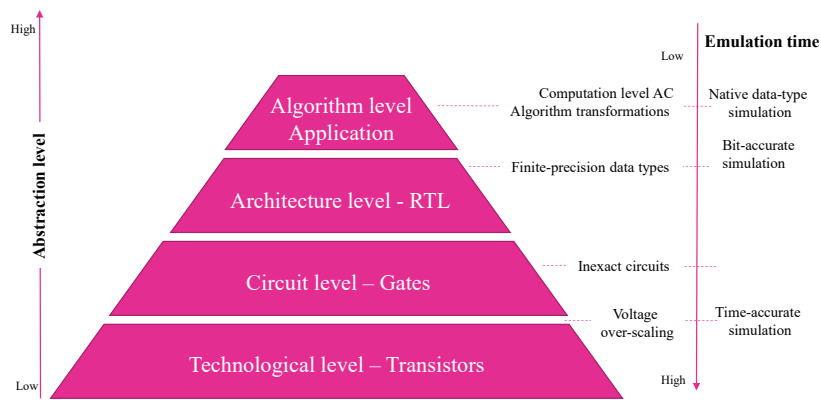 High
Abstraction level
Low
Algorithm level
Application
Architecture level - RTL
Circuit level – Gates
Technological level – Transistors
Computation level AC
Algorithm transformations
Finite-precision data types
Inexact circuits
Voltage
over-scaling
Emulation time
Low
Native data-type
simulation
Bit-accurate
simulation
Time-accurate
simulation
High